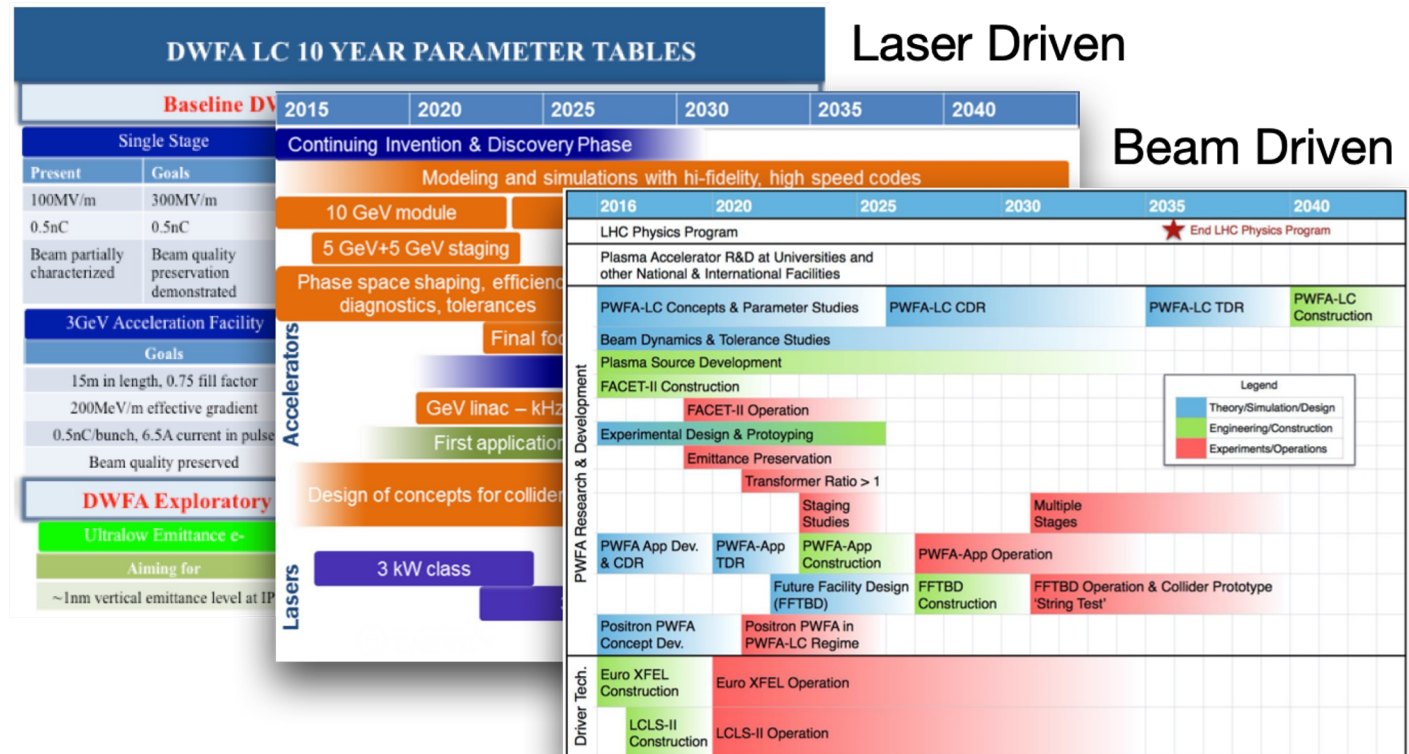 Laser Driven
Beam Driven
DWFA LC 10 YEAR PARAMETER TABLES
Baseline
Single Stage
Present Goals
100MV/m 300MV/m
0.5nC 0.5nC
Beam partially
characterized
Beam quality
preservation
demonstrated
3GeV Acceleration Facility
Goals
15m in length, 0.75 fill factor
200MeV/m effective gradient
0.5nC/bunch, 6.5A current in pulse
Beam quality preserved
DWFA Exploratory
Ultralow Emittance e-
Aiming for
~1nm vertical emittance level at IP
2015 2020 2025 2030 2035 2040
Continuing Invention & Discovery Phase
Modeling and simulations with hi-fidelity, high speed codes
10 GeV module
5 GeV+5 GeV staging
Phase space shaping,
diagnostics, tolerances
Final
GeV linac – kHz
First application
Design of concepts for collider
Accelerators
3 kW class
Lasers
2016 2020 2025 2030 2035 2040
LHC Physics Program
End LHC Physics Program
Plasma Accelerator R&D at Universities and
other National & International Facilities
PWFA Research & Development
PWFA-LC Concepts & Parameter Studies
PWFA-LC CDR
PWFA-LC TDR
PWFA-LC
Construction
Beam Dynamics & Tolerance Studies
Plasma Source Development
FACET-II Construction
FACET-II Operation
Experimental Design & Protoyping
Emittance Preservation
Transformer Ratio > 1
Staging
Studies
Multiple
Stages
PWFA App Dev.
& CDR
PWFA-App
TDR
PWFA-App
Construction
PWFA-App Operation
Future Facility Design
(FFTBD)
FFTBD
Construction
FFTBD Operation & Collider Prototype
'String Test'
Positron PWFA
Concept Dev.
Positron PWFA in
PWFA-LC Regime
Legend
Theory/Simulation/Design
Engineering/Construction
Experiments/Operations
Driver Tech.
Euro XFEL
Construction
Euro XFEL Operation
LCLS-II
Construction
LCLS-II Operation